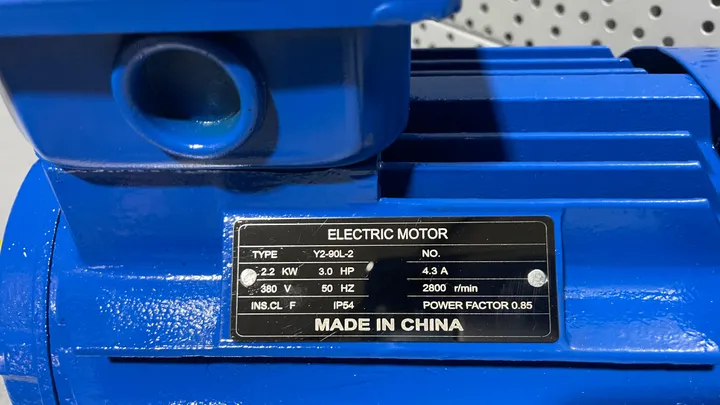 ELECTRIC MOTOR
TYPE Y2-90L-2 NO.
2.2 KW 3.0 HP 4.3 A
380 V 50 HZ 2800 r/min
INS.CL F IP54 POWER FACTOR 0.85
MADE IN CHINA